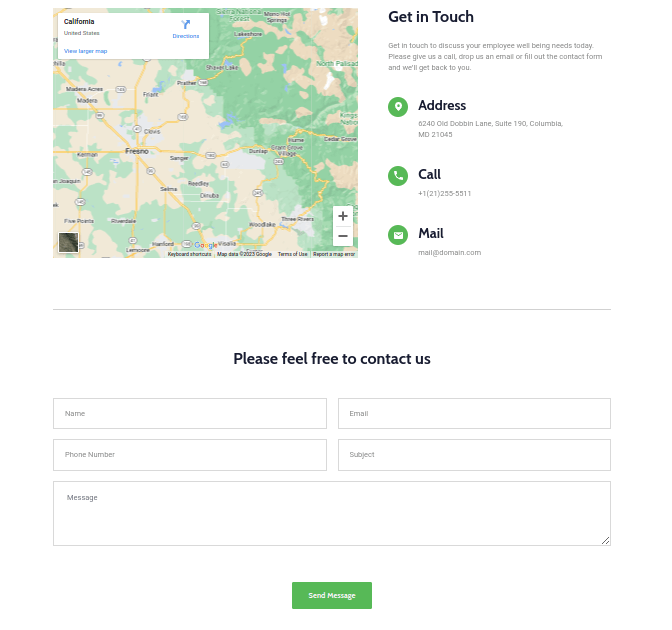 California
United States
Directions
View larger map
Sierra National
Forest
Mono Hot
Springs
Lakeshore
Shaver Lake
North Palisade
Prather
Madera Acres
Friant
Madera
Kings
Clovis
Fresno
Hume
Cedar Grove
Dunlap
Grant Grove
Village
Kerman
Sanger
Reedley
Selma
Dinuba
Three Rivers
Five Points
Riverdale
Woodlake
Hanford
Visalia
Lemoore
Google
Keyboard shortcuts
Map data ©2023 Google
Terms of Use
Report a map error
Get in Touch
Get in touch to discuss your employee well being needs today.
Please give us a call, drop us an email or fill out the contact form
and we'll get back to you.
Address
6240 Old Dobbin Lane, Suite 190, Columbia,
MD 21045
Call
+1(21)255-5511
Mail
mail@domain.com
Please feel free to contact us
Name
Email
Phone Number
Subject
Message
Send Message